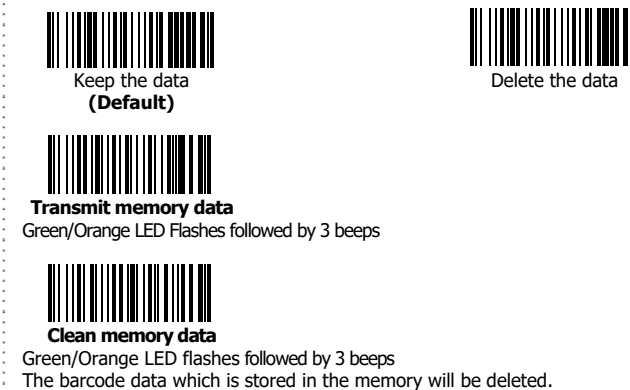 Keep the data
(Default)
Delete the data
Transmit memory data
Green/Orange LED Flashes followed by 3 beeps
Clean memory data
Green/Orange LED flashes followed by 3 beeps
The barcode data which is stored in the memory will be deleted.